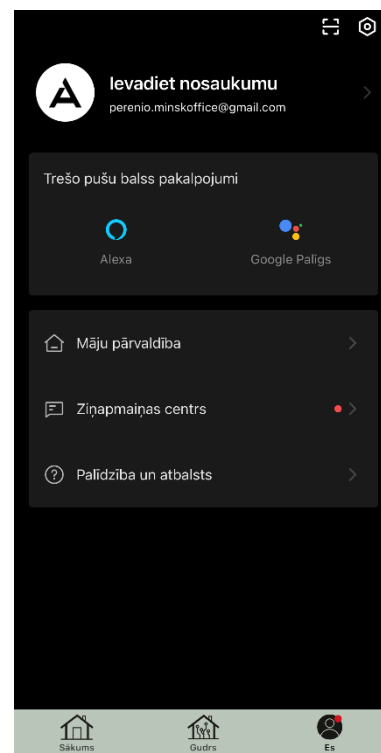 Ievadiet nosaukumu
perenio.minskoffice@gmail.com
Trešo pušu balss pakalpojumi
Alexa
Google Palīgs
Māju pārvaldība
Ziņapmaiņas centrs
Palīdzība un atbalsts
Sākums
Gudrs
Es